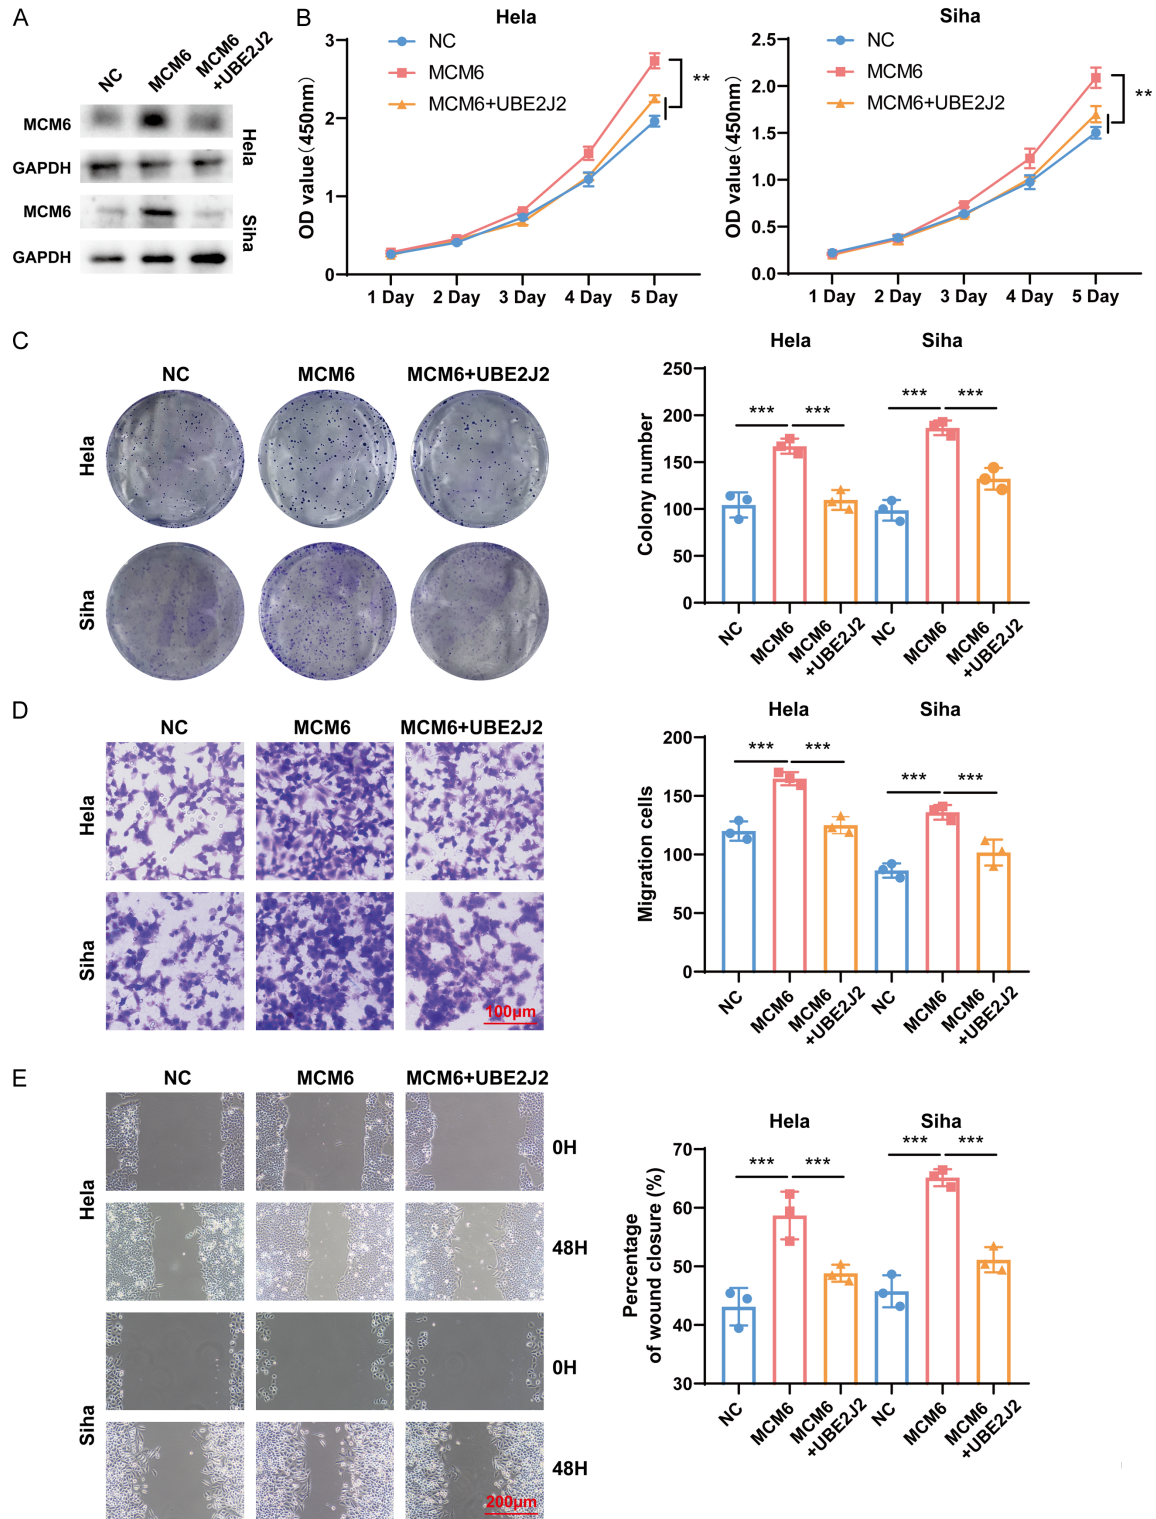 A
NC
MCM6
MCM6
+UBE2J2
MCM6
GAPDH
Hela
MCM6
GAPDH
Siha
B
Hela
NC
MCM6
MCM6+UBE2J2
OD value（450nm）
3
2
1
0
1 Day
2 Day
3 Day
4 Day
5 Day
**
Siha
NC
MCM6
MCM6+UBE2J2
OD value（450nm）
2.5
2.0
1.5
1.0
0.5
0.0
1 Day
2 Day
3 Day
4 Day
5 Day
**
C
NC
MCM6
MCM6+UBE2J2
Hela
Siha
Hela
Siha
Colony number
250
200
150
100
50
0
***
***
***
***
NC
MCM6
MCM6
+UBE2J2
NC
MCM6
MCM6
+UBE2J2
D
NC
MCM6
MCM6+UBE2J2
Hela
Siha
100μm
Hela
Siha
Migration cells
200
150
100
50
0
***
***
***
***
NC
MCM6
MCM6
+UBE2J2
NC
MCM6
MCM6
+UBE2J2
E
NC
MCM6
MCM6+UBE2J2
Hela
0H
48H
Siha
0H
48H
200μm
Hela
Siha
Percentage
of wound closure (%)
70
60
50
40
30
***
***
***
***
NC
MCM6
MCM6
+UBE2J2
NC
MCM6
MCM6
+UBE2J2